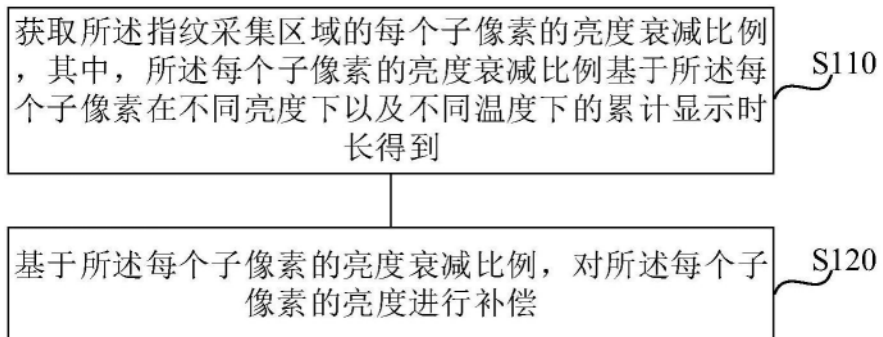 获取所述指纹采集区域的每个子像素的亮度衰减比例
，其中，所述每个子像素的亮度衰减比例基于所述每
个子像素在不同亮度下以及不同温度下的累计显示时
长得到
S110
基于所述每个子像素的亮度衰减比例，对所述每个子
像素的亮度进行补偿
S120